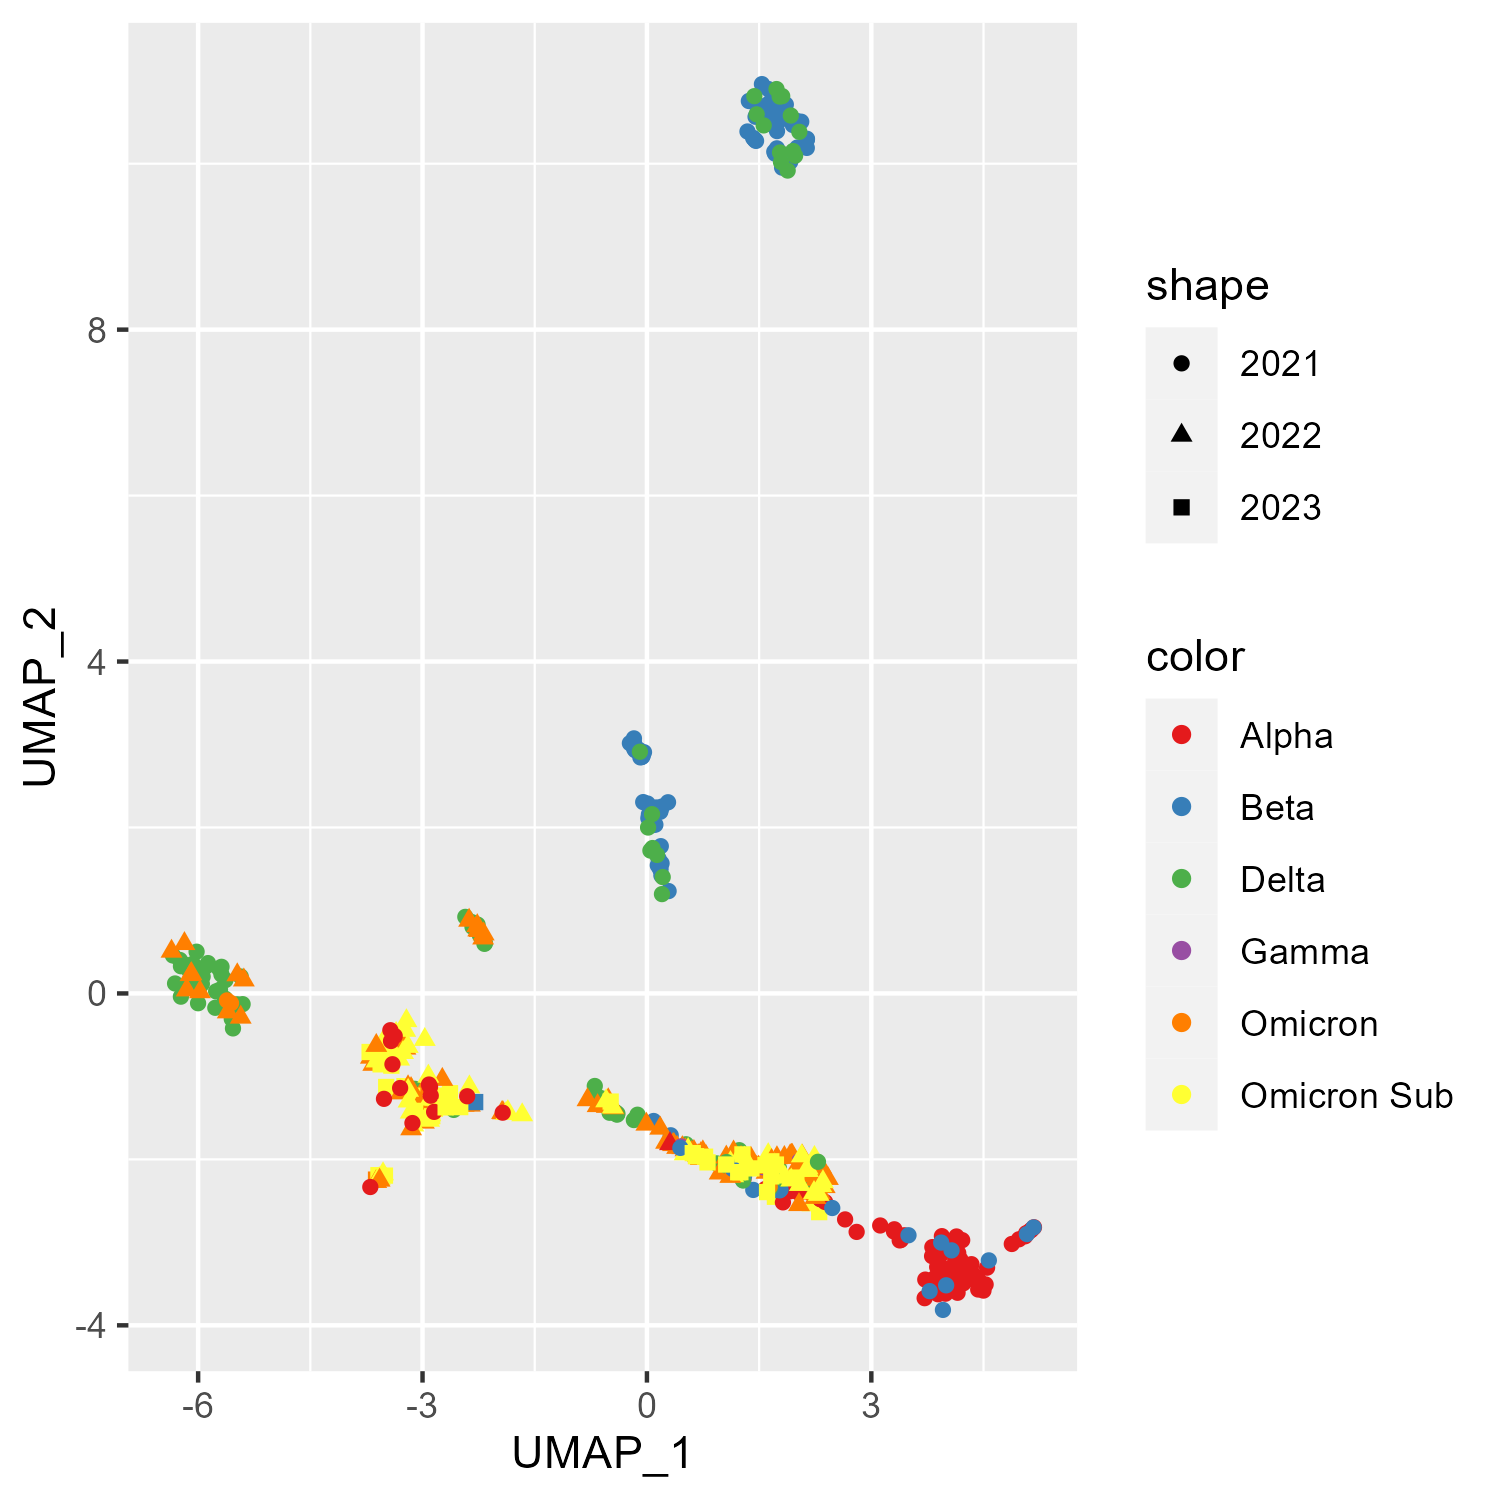 8
4
0
-4
UMAP_2
-6
-3
0
3
UMAP_1
shape
2021
2022
2023
color
Alpha
Beta
Delta
Gamma
Omicron
Omicron Sub